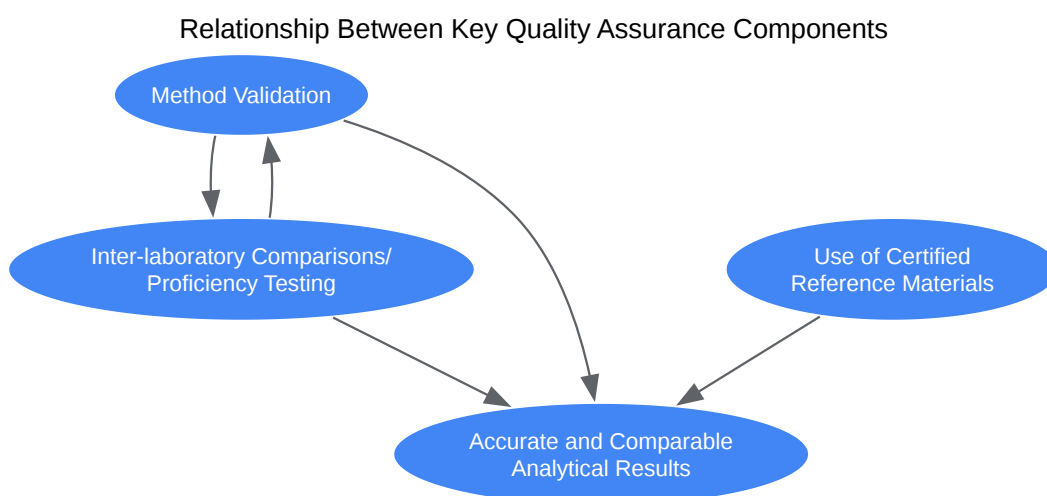 Relationship Between Key Quality Assurance Components
Method Validation
Inter-laboratory Comparisons/
Proficiency Testing
Use of Certified
Reference Materials
Accurate and Comparable
Analytical Results